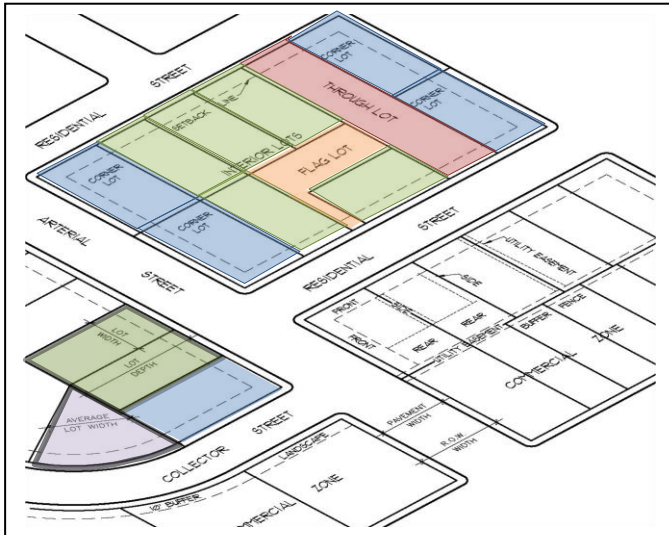 STREET
RESIDENTIAL
CORNER
LOT
CORNER
LOT
THROUGH LOT
SETBACK
LINE
INTERIOR LOTS
FLAG LOT
CORNER
LOT
CORNER
LOT
ARTERIAL
STREET
RESIDENTIAL
STREET
UTILITY EASEMENT
SIDE
FRONT
FRONT
REAR
REAR
UTILITY EASEMENT
BUFFER
FENCE
COMMERCIAL
ZONE
LOT
WIDTH
LOT
DEPTH
AVERAGE
LOT WIDTH
COLLECTOR
STREET
PAVEMENT
WIDTH
R.O.W
WIDTH
LANDSCAPE
10' BUFFER
ZONE